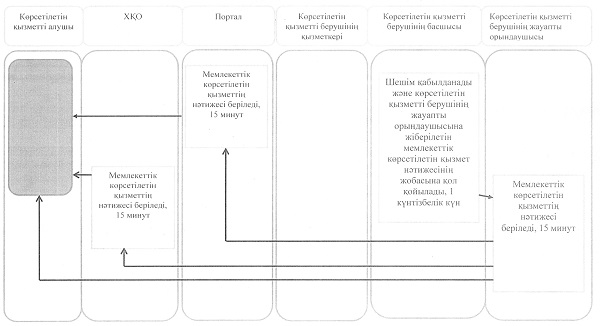 Көрсетілетін
қызметті алушы
ХҚО
Портал
Көрсетілетін
қызметті берушінің
қызметкері
Көрсетілетін қызметті
берушінің басшысы
Көрсетілетін қызметті
берушінің жауапты
орындаушысы
Мемлекеттік
көрсетілетін
қызметтің
нәтижесі беріледі,
15 минут
Мемлекеттік
көрсетілетін
қызметтің
нәтижесі беріледі,
15 минут
Шешім қабылданады
және көрсетілетін
қызметті берушінің
жауапты
орындаушысына
жіберілетін
мемлекеттік
көрсетілетін қызмет
нәтижесінің
жобасына қол
қойылады, 1
күнтізбелік күн
Мемлекеттік
көрсетілетін
қызметтің
нәтижесі
беріледі, 15 минут